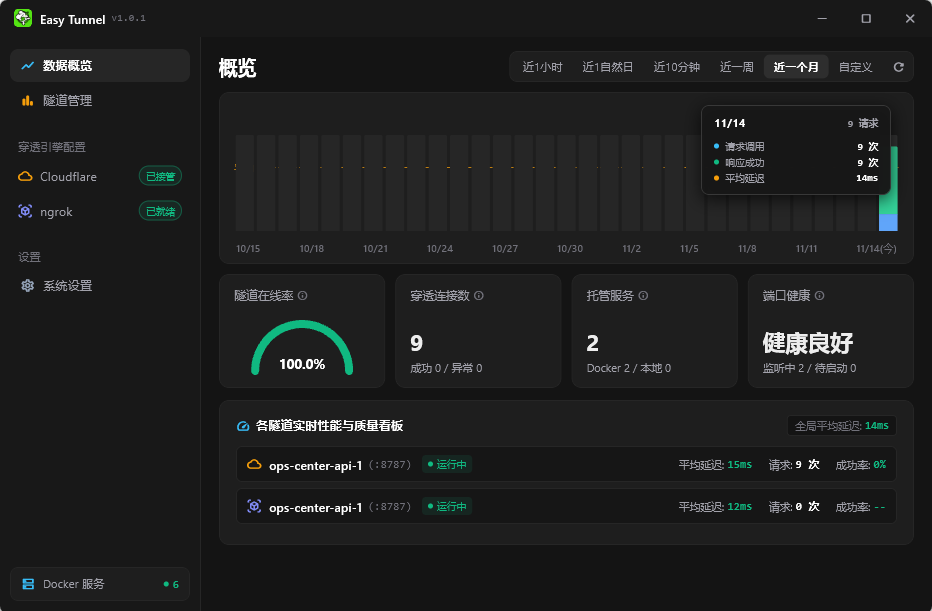 Easy Tunnel v1.0.1
数据概览
隧道管理
穿透引擎配置
Cloudflare 已接管
ngrok 已就绪
设置
系统设置
Docker 服务 6
概览
近1小时 近1自然日 近10分钟 近一周 近一个月 自定义
11/14 9 请求
请求调用 9 次
响应成功 9 次
平均延迟 14ms
10/15 10/18 10/21 10/24 10/27 10/30 11/2 11/5 11/8 11/11 11/14(今)
隧道在线率
100.0%
穿透连接数
9
成功 0 / 异常 0
托管服务
2
Docker 2 / 本地 0
端口健康
健康良好
监听中 2 / 待启动 0
各隧道实时性能与质量看板 全局平均延迟: 14ms
ops-center-api-1 (:8787) 运行中 平均延迟: 15ms 请求: 9 次 成功率: 0%
ops-center-api-1 (:8787) 运行中 平均延迟: 12ms 请求: 0 次 成功率: --